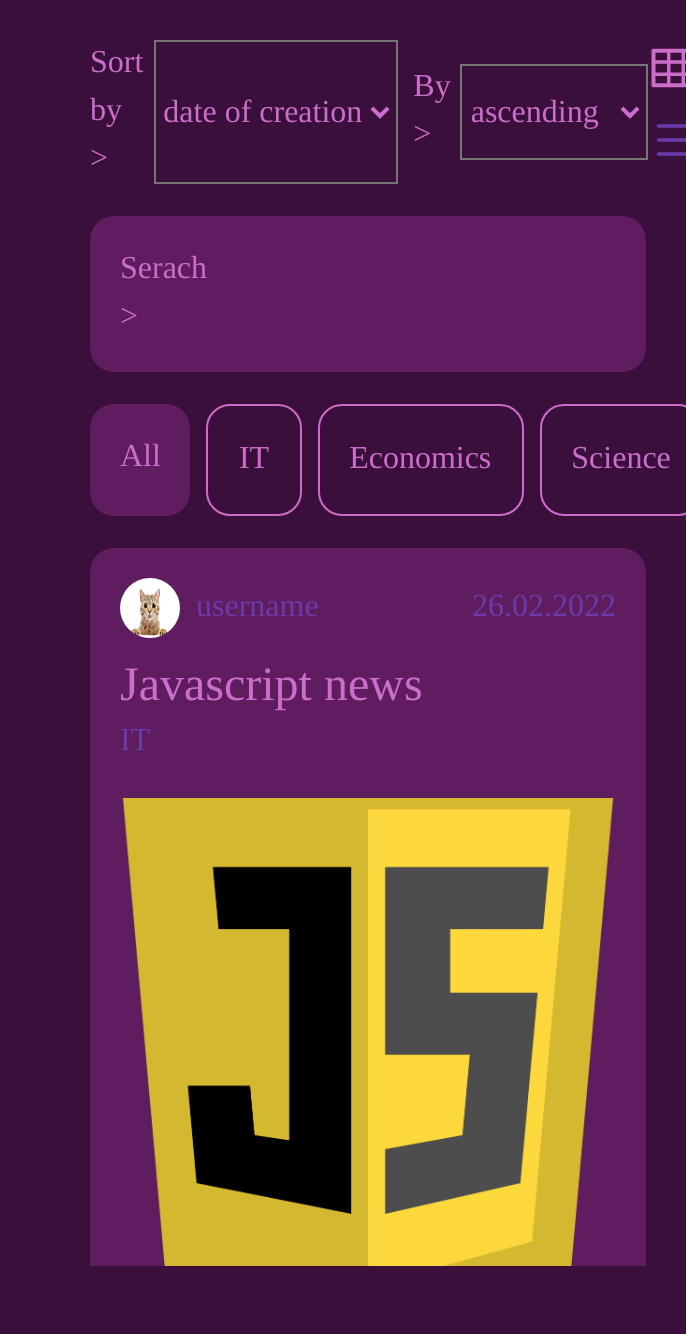 Sort by > date of creation By > ascending
Serach
>
All IT Economics Science
username 26.02.2022
Javascript news
IT
JS